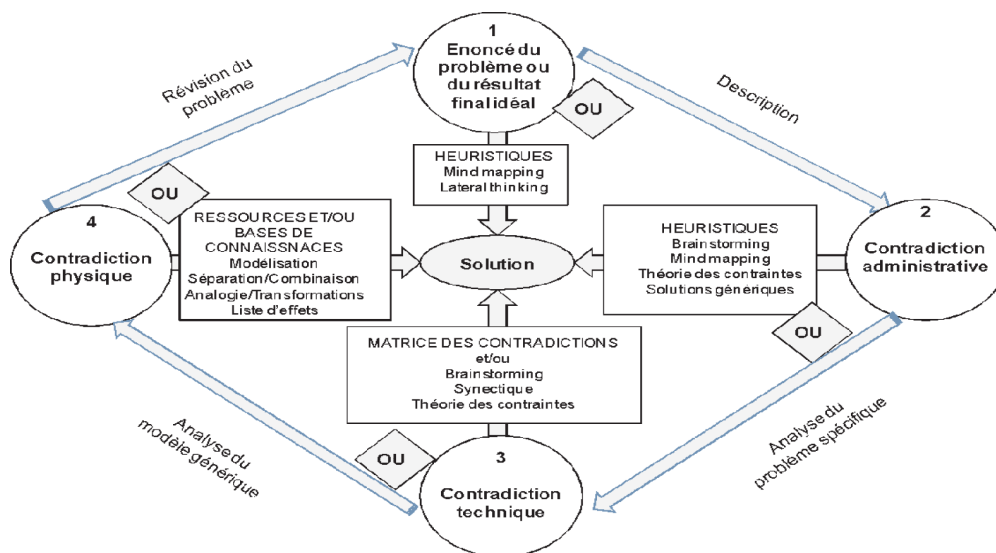 1
Enoncé du
problème ou
du résultat
final idéal
OU
Révision du
problème
Description
HEURISTIQUES
Mind mapping
Lateral thinking
OU
4
Contradiction
physique
RESSOURCES ET/OU
BASES DE
CONNAISSNACES
Modélisation
Séparation/Combinaison
Analogie/Transformations
Liste d'effets
Solution
HEURISTIQUES
Brainstorming
Mind mapping
Théorie des contraintes
Solutions génériques
2
Contradiction
administrative
OU
MATRICE DES CONTRADICTIONS
et/ou
Brainstorming
Synectique
Théorie des contraintes
Analyse du
modèle générique
OU
3
Contradiction
technique
Analyse du
problème spécifique